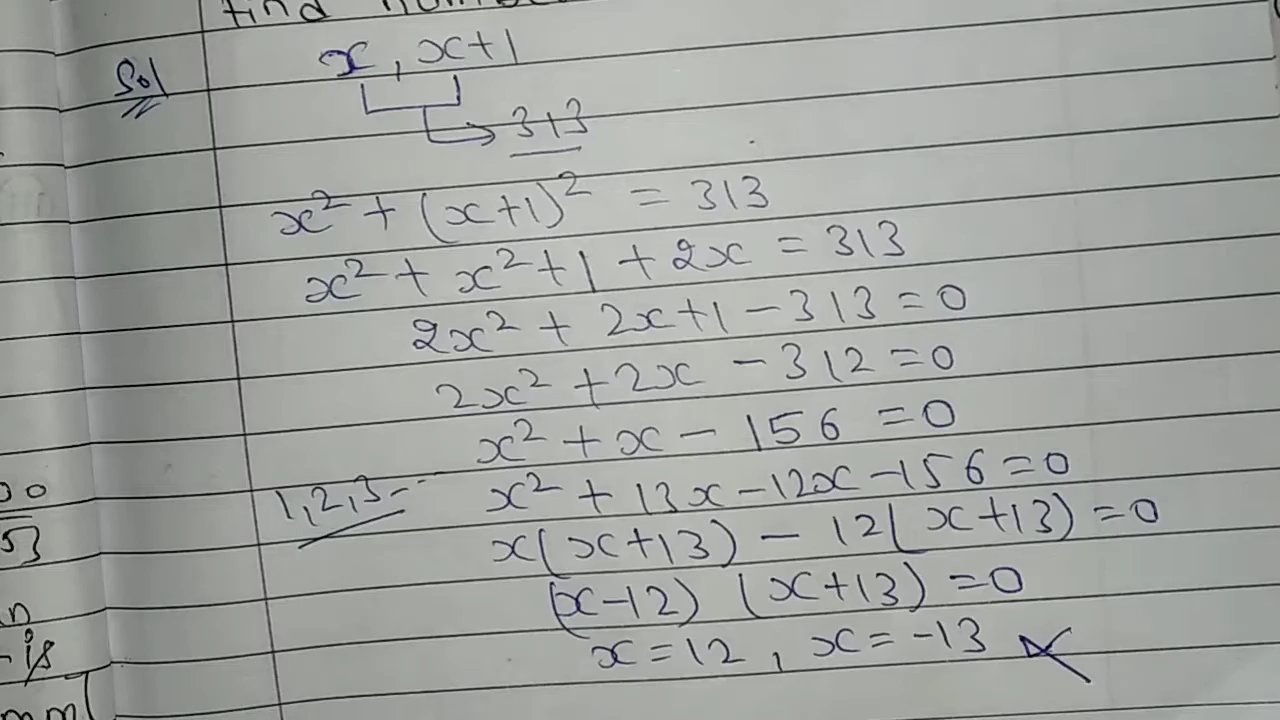 find
Sol
x, x+1
313
x² + (x+1)² = 313
x² + x² + 1 + 2x = 313
2x² + 2x + 1 - 313 = 0
2x² + 2x - 312 = 0
x² + x - 156 = 0
1, 2, 3 - -
x² + 13x - 12x - 156 = 0
x(x+13) - 12(x+13) = 0
(x-12) (x+13) = 0
x = 12, x = -13
53
is